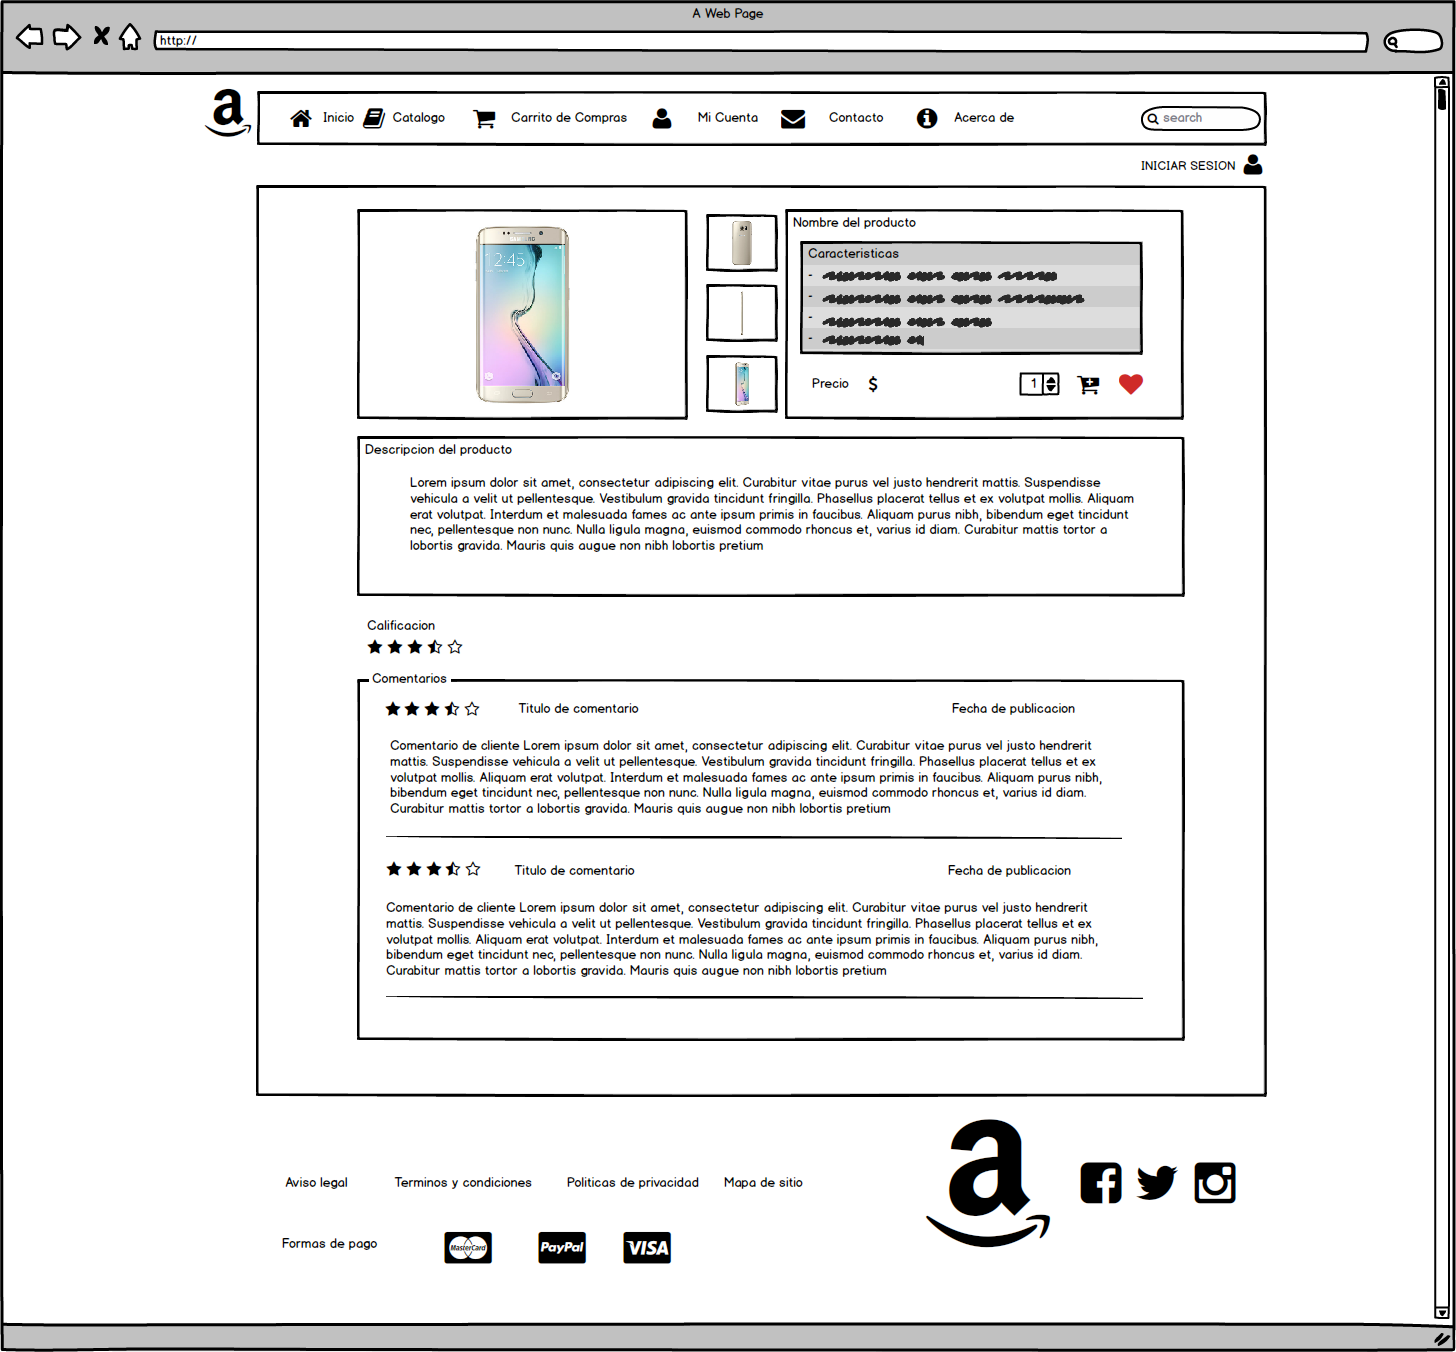 A Web Page
http://
a
Inicio
Catalogo
Carrito de Compras
Mi Cuenta
Contacto
Acerca de
search
INICIAR SESION
SAMSUNG
12:45
Nombre del producto
Caracteristicas
-
-
-
-
Precio
$
1
Descripcion del producto
Lorem ipsum dolor sit amet, consectetur adipiscing elit. Curabitur vitae purus vel justo hendrerit mattis. Suspendisse
vehicula a velit ut pellentesque. Vestibulum gravida tincidunt fringilla. Phasellus placerat tellus et ex volutpat mollis. Aliquam
erat volutpat. Interdum et malesuada fames ac ante ipsum primis in faucibus. Aliquam purus nibh, bibendum eget tincidunt
nec, pellentesque non nunc. Nulla ligula magna, euismod commodo rhoncus et, varius id diam. Curabitur mattis tortor a
lobortis gravida. Mauris quis augue non nibh lobortis pretium
Calificacion
Comentarios
Titulo de comentario
Fecha de publicacion
Comentario de cliente Lorem ipsum dolor sit amet, consectetur adipiscing elit. Curabitur vitae purus vel justo hendrerit
mattis. Suspendisse vehicula a velit ut pellentesque. Vestibulum gravida tincidunt fringilla. Phasellus placerat tellus et ex
volutpat mollis. Aliquam erat volutpat. Interdum et malesuada fames ac ante ipsum primis in faucibus. Aliquam purus nibh,
bibendum eget tincidunt nec, pellentesque non nunc. Nulla ligula magna, euismod commodo rhoncus et, varius id diam.
Curabitur mattis tortor a lobortis gravida. Mauris quis augue non nibh lobortis pretium
Titulo de comentario
Fecha de publicacion
Comentario de cliente Lorem ipsum dolor sit amet, consectetur adipiscing elit. Curabitur vitae purus vel justo hendrerit
mattis. Suspendisse vehicula a velit ut pellentesque. Vestibulum gravida tincidunt fringilla. Phasellus placerat tellus et ex
volutpat mollis. Aliquam erat volutpat. Interdum et malesuada fames ac ante ipsum primis in faucibus. Aliquam purus nibh,
bibendum eget tincidunt nec, pellentesque non nunc. Nulla ligula magna, euismod commodo rhoncus et, varius id diam.
Curabitur mattis tortor a lobortis gravida. Mauris quis augue non nibh lobortis pretium
a
Aviso legal
Terminos y condiciones
Politicas de privacidad
Mapa de sitio
Formas de pago
MasterCard
PayPal
VISA